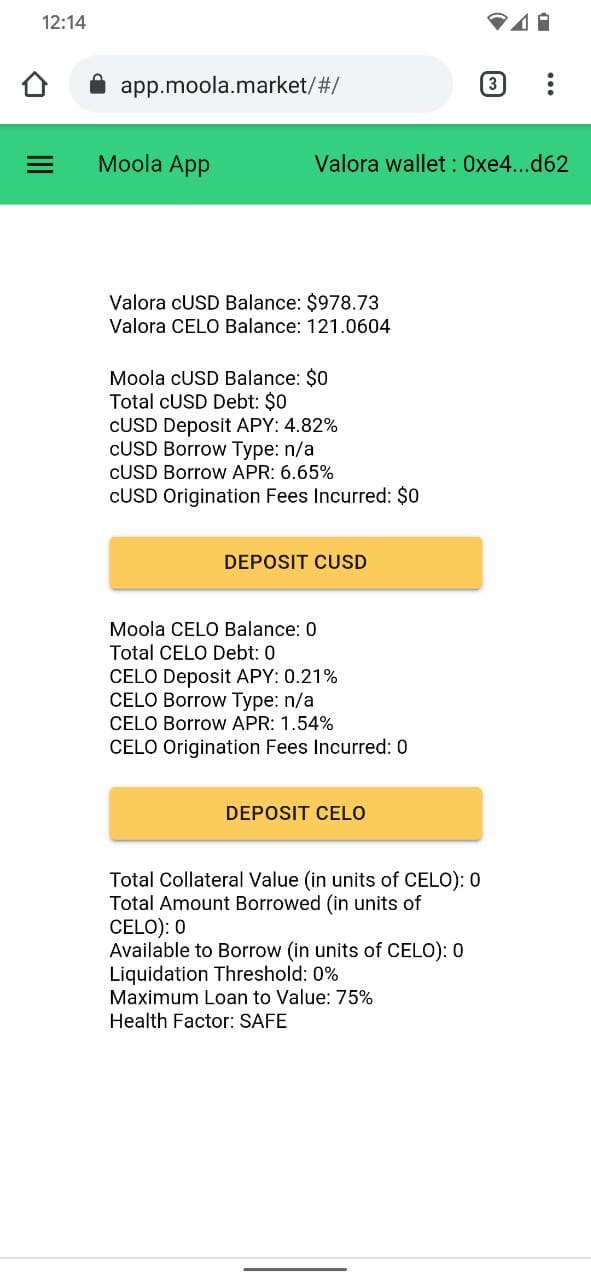 12:14
app.moola.market/#/
3
Moola App
Valora wallet : 0xe4...d62
Valora cUSD Balance: $978.73
Valora CELO Balance: 121.0604
Moola cUSD Balance: $0
Total cUSD Debt: $0
cUSD Deposit APY: 4.82%
cUSD Borrow Type: n/a
cUSD Borrow APR: 6.65%
cUSD Origination Fees Incurred: $0
DEPOSIT CUSD
Moola CELO Balance: 0
Total CELO Debt: 0
CELO Deposit APY: 0.21%
CELO Borrow Type: n/a
CELO Borrow APR: 1.54%
CELO Origination Fees Incurred: 0
DEPOSIT CELO
Total Collateral Value (in units of CELO): 0
Total Amount Borrowed (in units of
CELO): 0
Available to Borrow (in units of CELO): 0
Liquidation Threshold: 0%
Maximum Loan to Value: 75%
Health Factor: SAFE